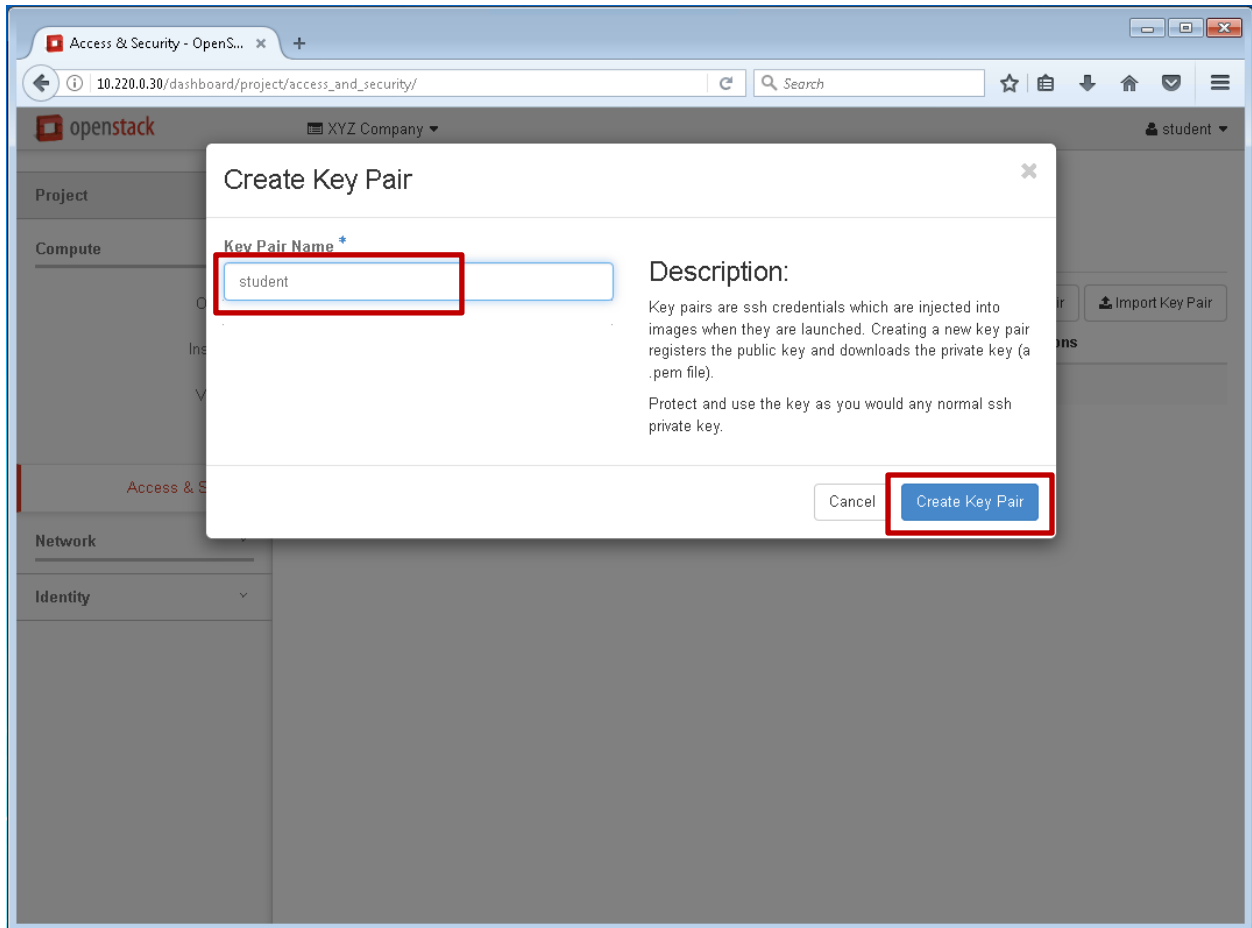 Access & Security - OpenS...
10.220.0.30/dashboard/project/access_and_security/
Search
openstack
XYZ Company
student
Project
Create Key Pair
Compute
Key Pair Name *
student
Description:
Key pairs are ssh credentials which are injected into
images when they are launched. Creating a new key pair
registers the public key and downloads the private key (a
.pem file).
Protect and use the key as you would any normal ssh
private key.
O
ir
Import Key Pair
Ins
ons
V
Access & S
Cancel
Create Key Pair
Network
Identity